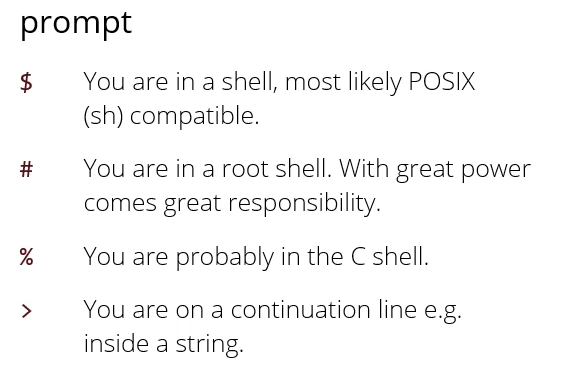 prompt
$ You are in a shell, most likely POSIX
(sh) compatible.
# You are in a root shell. With great power
comes great responsibility.
% You are probably in the C shell.
> You are on a continuation line e.g.
inside a string.